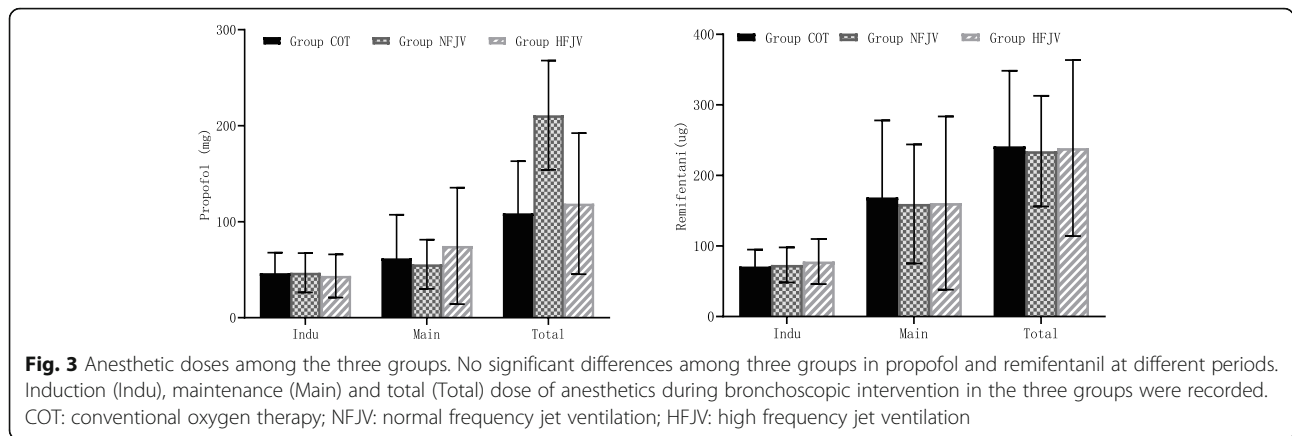 300
200
100
0
Propofol (mg)
Group COT Group NFJV Group HFJV
Indu Main Total
400
300
200
100
0
Remifentani(ug)
Group COT Group NFJV Group HFJV
Indu Main Total
Fig. 3 Anesthetic doses among the three groups. No significant differences among three groups in propofol and remifentanil at different periods.
Induction (Indu), maintenance (Main) and total (Total) dose of anesthetics during bronchoscopic intervention in the three groups were recorded.
COT: conventional oxygen therapy; NFJV: normal frequency jet ventilation; HFJV: high frequency jet ventilation